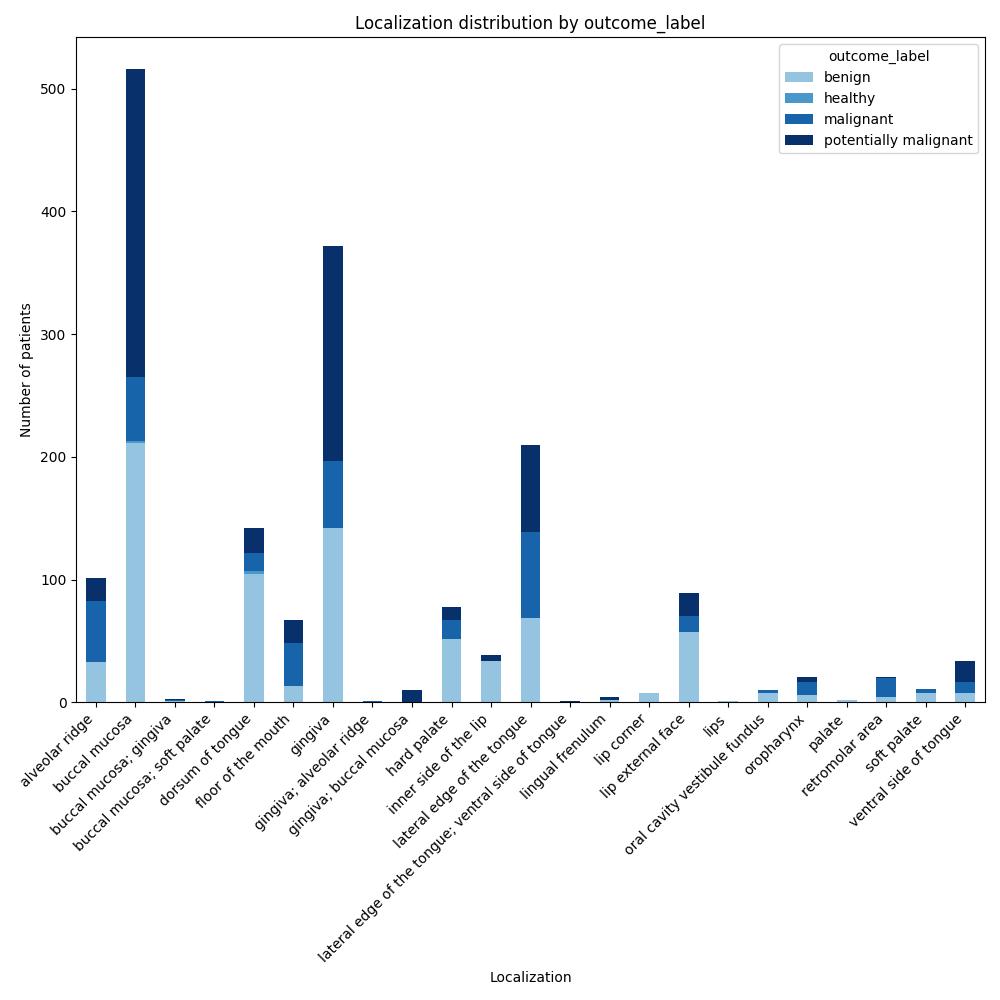 Localization distribution by outcome_label
outcome_label
benign
healthy
malignant
potentially malignant
Number of patients
500
400
300
200
100
0
alveolar ridge
buccal mucosa
buccal mucosa; gingiva
buccal mucosa; soft palate
dorsum of tongue
floor of the mouth
gingiva
gingiva; alveolar ridge
gingiva; buccal mucosa
hard palate
inner side of the lip
lateral edge of the tongue
lateral edge of the tongue; ventral side of tongue
lingual frenulum
lip corner
lip external face
lips
oral cavity vestibule fundus
oropharynx
palate
retromolar area
soft palate
ventral side of tongue
Localization